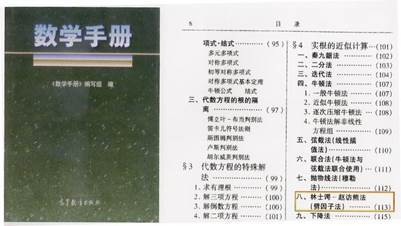 数学手册
《数学手册》编写组 编
高等教育出版社
6 目录
项式·结式 (95)
多元多项式
对称多项式
初等对称多项式
对称多项式基本定理
牛顿公式 结式
三、代数方程的根的隔
离 (97)
博立叶-布当判别法
笛卡儿符号法则
斯图姆判别法
卢斯判别法
胡尔威茨判别法
§3 代数方程的特殊解
法 (99)
1. 求有理根 (99)
2. 解三项方程 (100)
3. 解倒数方程 (100)
4. 解二项方程 (101)
§4 实根的近似计算 (101)
一、秦九韶法 (102)
二、二分法 (103)
三、迭代法 (104)
四、牛顿法 (107)
1. 一般牛顿法 (107)
2. 近似牛顿法 (108)
3. 逐次压缩牛顿法 (108)
4. 牛顿法解非线性
方程组 (109)
五、弦截法(线性插
值法) (110)
六、联合法(牛顿法与
弦截法联合使用) (111)
七、抛物线法(穆勒
法) (112)
八、林士谔-赵访熊法
(劈因子法) (113)
九、下降法 (115)